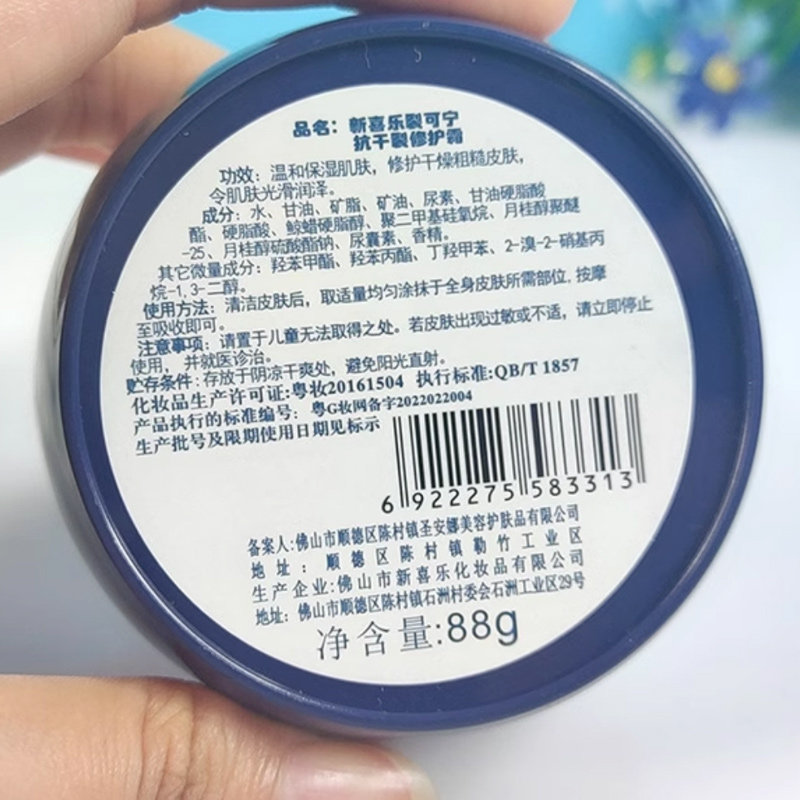 品名：新喜乐裂可宁
抗干裂修护霜
功效：温和保湿肌肤，修护干燥粗糙皮肤，
令肌肤光滑润泽。
成分：水、甘油、矿脂、矿油、尿素、甘油硬脂酸
酯、硬脂酸、鲸蜡硬脂醇、聚二甲基硅氧烷、月桂醇聚醚
-25、月桂醇硫酸酯钠、尿囊素、香精。
其它微量成分：羟苯甲酯、羟苯丙酯、丁羟甲苯、2-溴-2-硝基丙
烷-1,3-二醇。
使用方法：清洁皮肤后，取适量均匀涂抹于全身皮肤所需部位,按摩
至吸收即可。
注意事项：请置于儿童无法取得之处。若皮肤出现过敏或不适，请立即停止
使用，并就医诊治。
贮存条件：存放于阴凉干爽处，避免阳光直射。
化妆品生产许可证:粤妆20161504 执行标准:QB/T 1857
产品执行的标准编号：粤G妆网备字2022022004
生产批号及限期使用日期见标示
6 922275 583313
备案人:佛山市顺德区陈村镇圣安娜美容护肤品有限公司
地址：顺德区陈村镇勒竹工业区
生产企业:佛山市新喜乐化妆品有限公司
地址：佛山市顺德区陈村镇石洲村委会石洲工业区29号
净含量:88g